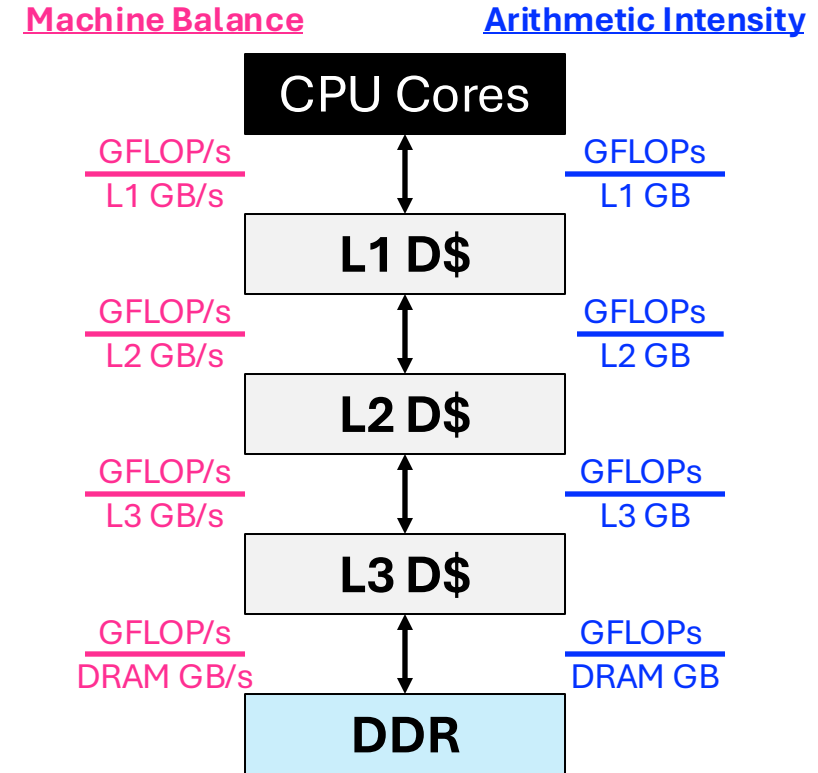 Machine Balance
Arithmetic Intensity
CPU Cores
GFLOP/s
L1 GB/s
GFLOPs
L1 GB
L1 D$
GFLOP/s
L2 GB/s
GFLOPs
L2 GB
L2 D$
GFLOP/s
L3 GB/s
GFLOPs
L3 GB
L3 D$
GFLOP/s
DRAM GB/s
GFLOPs
DRAM GB
DDR